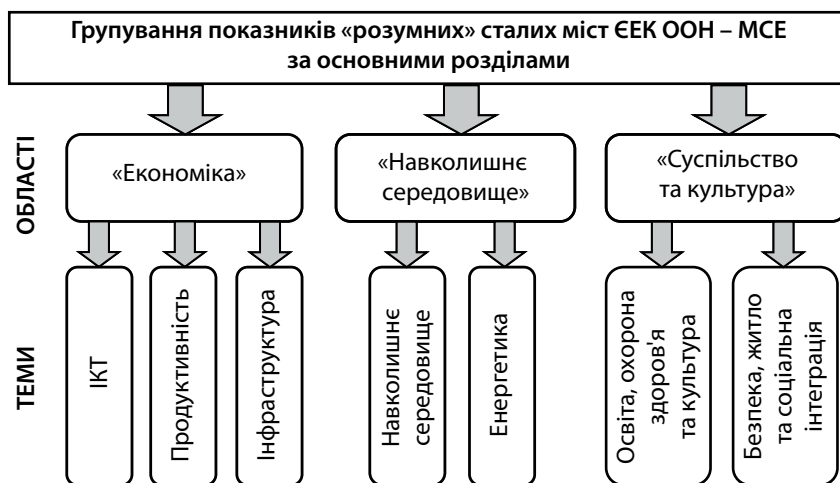 Групування показників «розумних» сталих міст ЄЕК ООН – МСЕ
за основними розділами
ОБЛАСТІ
«Економіка»
«Навколишнє
середовище»
«Суспільство
та культура»
ТЕМИ
ІКТ
Продуктивність
Інфраструктура
Навколишнє
середовище
Енергетика
Освіта, охорона
здоров'я
та культура
Безпека, житло
та соціальна
інтеграція